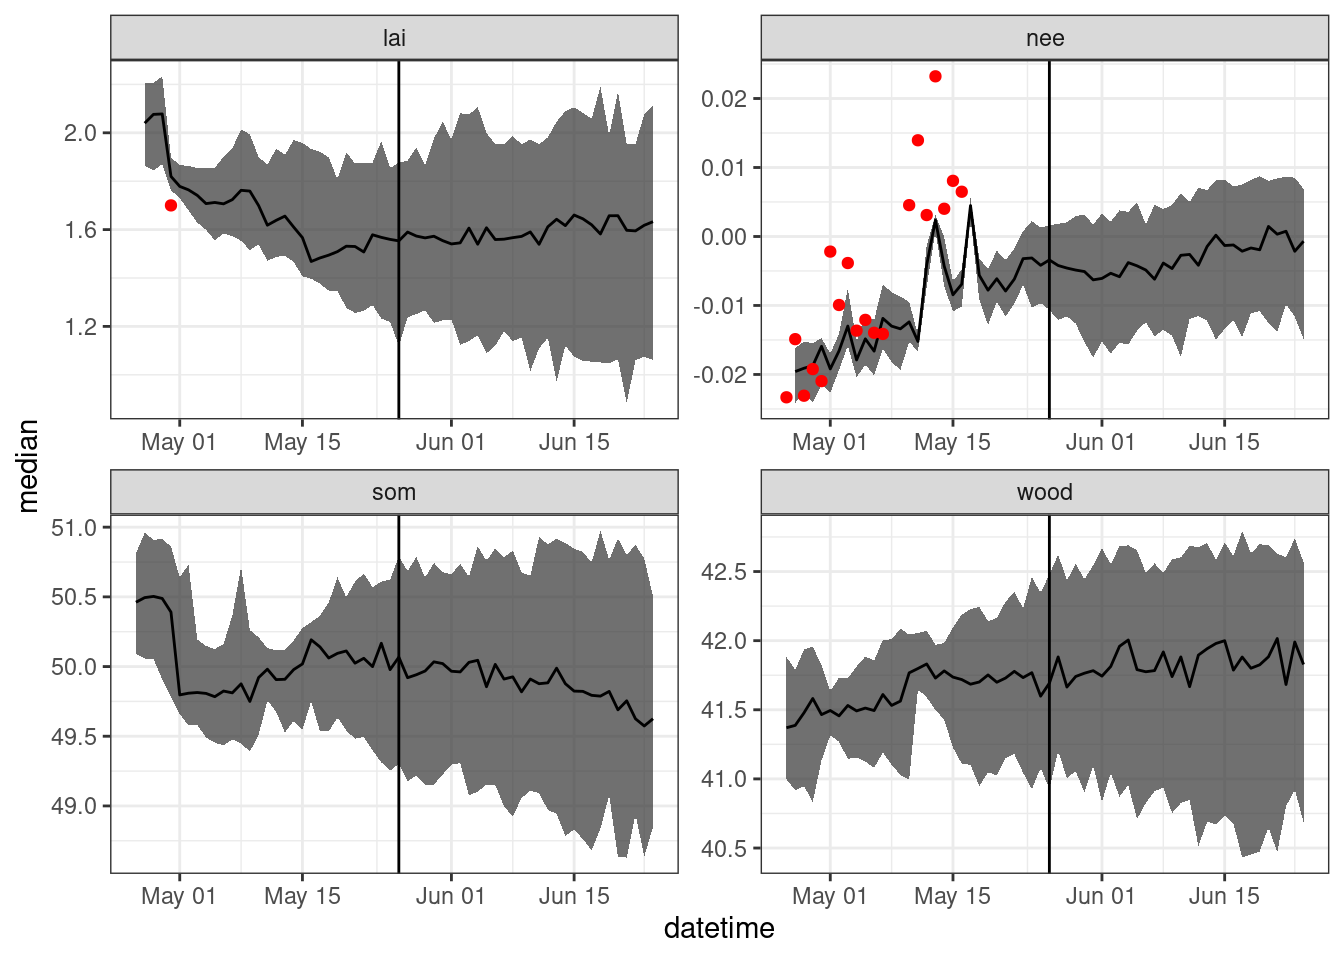 lai
nee
2.0
1.6
1.2
0.02
0.01
0.00
-0.01
-0.02
May 01 May 15 Jun 01 Jun 15
May 01 May 15 Jun 01 Jun 15
median
som
wood
51.0
50.5
50.0
49.5
49.0
42.5
42.0
41.5
41.0
40.5
May 01 May 15 Jun 01 Jun 15
May 01 May 15 Jun 01 Jun 15
datetime